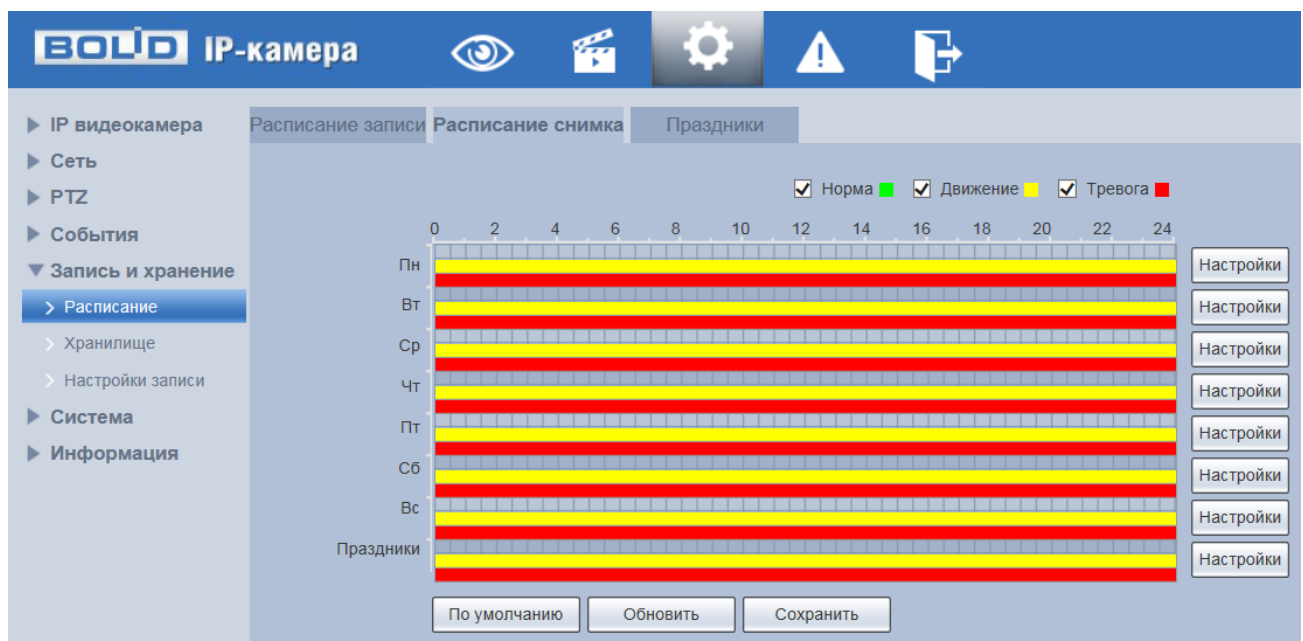 BOLID IP-камера
IP видеокамера
Сеть
PTZ
События
Запись и хранение
Расписание
Хранилище
Настройки записи
Система
Информация
Расписание записи Расписание снимка Праздники
Норма Движение Тревога
0 2 4 6 8 10 12 14 16 18 20 22 24
Пн Настройки
Вт Настройки
Ср Настройки
Чт Настройки
Пт Настройки
Сб Настройки
Вс Настройки
Праздники Настройки
По умолчанию Обновить Сохранить